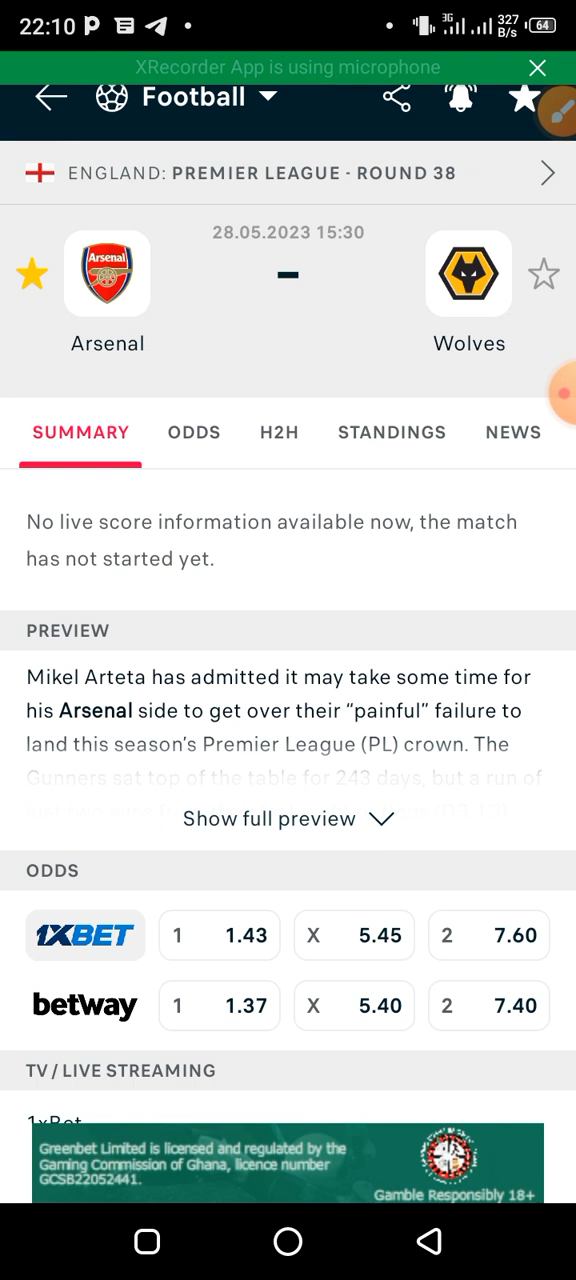 22:10
3G
327 B/s
64
XRecorder App is using microphone
Football
ENGLAND: PREMIER LEAGUE - ROUND 38
28.05.2023 15:30
Arsenal
-
Arsenal
Wolves
SUMMARY ODDS H2H STANDINGS NEWS
No live score information available now, the match
has not started yet.
PREVIEW
Mikel Arteta has admitted it may take some time for
his Arsenal side to get over their “painful” failure to
land this season’s Premier League (PL) crown. The
Gunners sat top of the table for 243 days, but a run of
Show full preview
ODDS
1XBET 1 1.43 X 5.45 2 7.60
betway 1 1.37 X 5.40 2 7.40
TV / LIVE STREAMING
1xBet
Greenbet Limited is licensed and regulated by the
Gaming Commission of Ghana, licence number
GCSB22052441.
Gamble Responsibly 18+